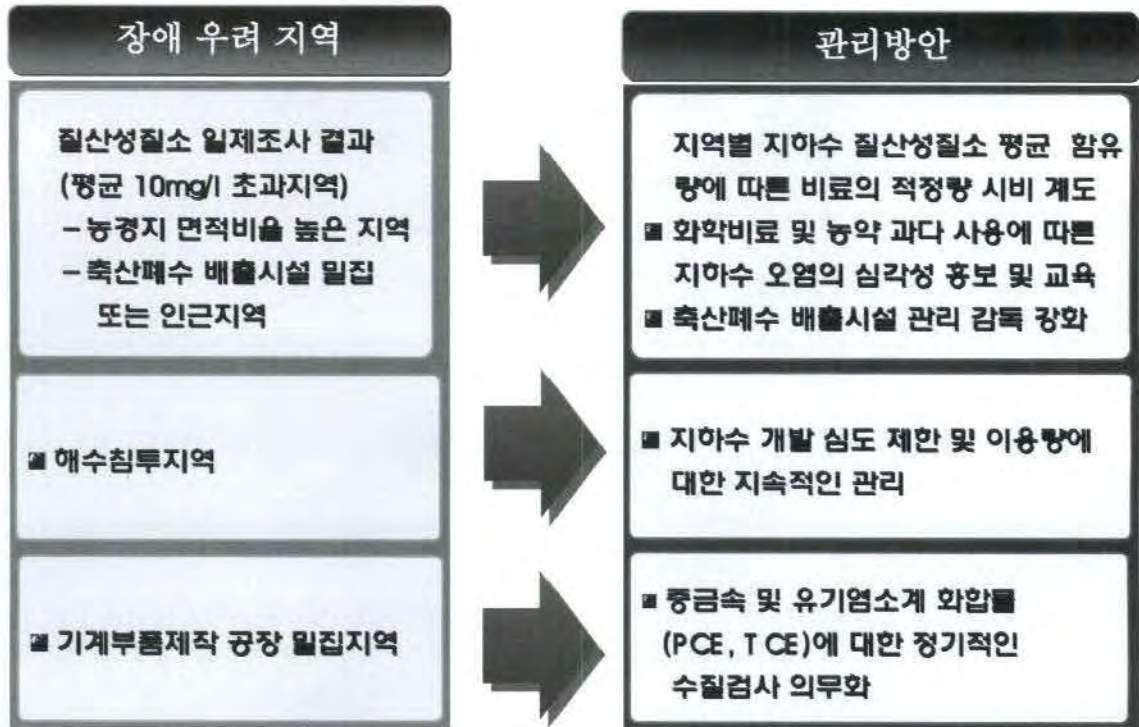 장애 우려 지역
질산성질소 일제조사 결과
(평균 10mg/l 초과지역)
- 농경지 면적비율 높은 지역
- 축산폐수 배출시설 밀집
또는 인근지역
■ 해수침투지역
■ 기계부품제작 공장 밀집지역
관리방안
지역별 지하수 질산성질소 평균 함유
량에 따른 비료의 적정량 시비 계도
■ 화학비료 및 농약 과다 사용에 따른
지하수 오염의 심각성 홍보 및 교육
■ 축산폐수 배출시설 관리 감독 강화
■ 지하수 개발 심도 제한 및 이용량에
대한 지속적인 관리
■ 중금속 및 유기염소계 화합물
(PCE, TCE)에 대한 정기적인
수질검사 의무화